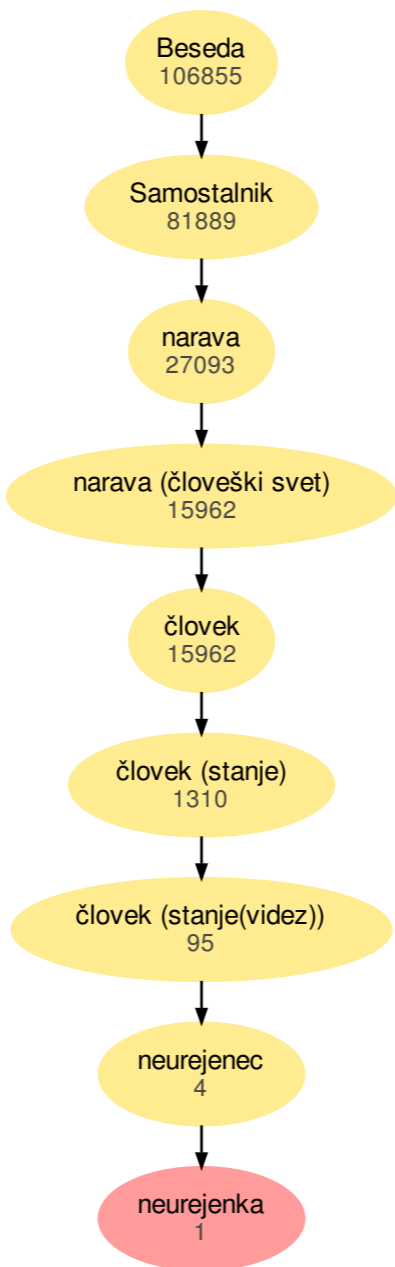 Beseda
106855
Samostalnik
81889
narava
27093
narava (človeški svet)
15962
človek
15962
človek (stanje)
1310
človek (stanje(videz))
95
neurejenec
4
neurejenka
1